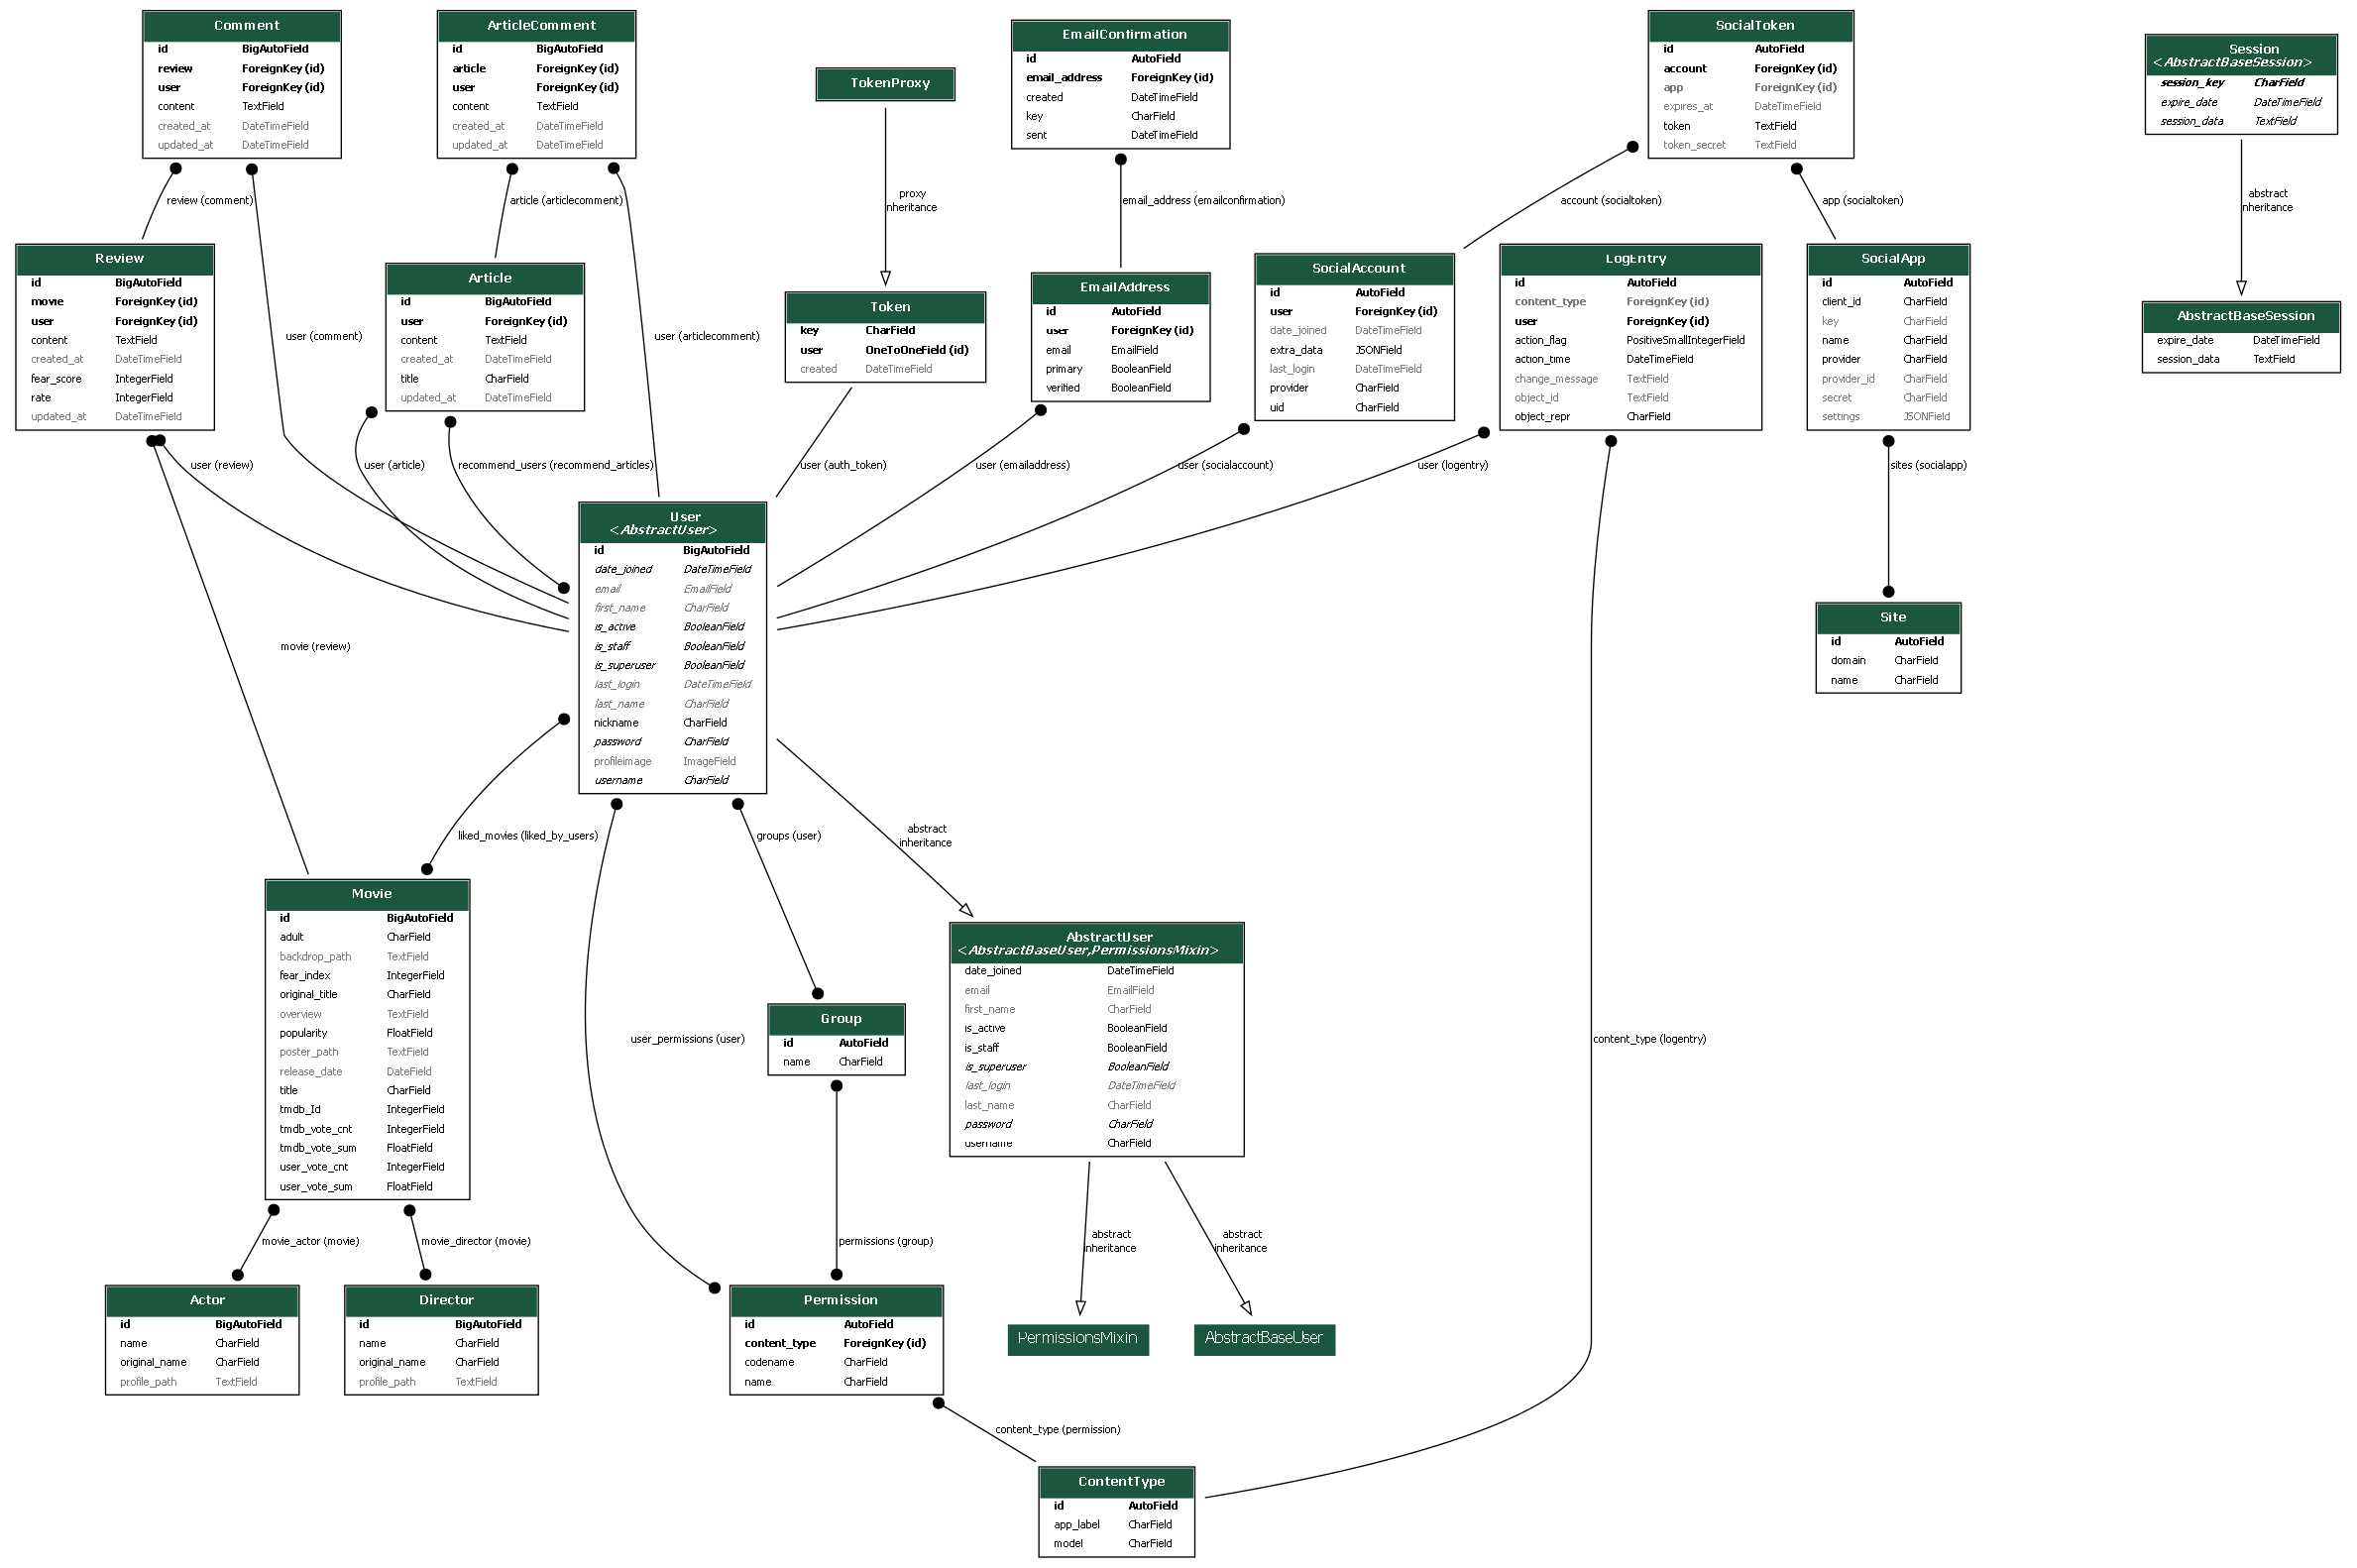 Comment
id BigAutoField
review ForeignKey (id)
user ForeignKey (id)
content TextField
created_at DateTimeField
updated_at DateTimeField
ArticleComment
id BigAutoField
article ForeignKey (id)
user ForeignKey (id)
content TextField
created_at DateTimeField
updated_at DateTimeField
TokenProxy
EmailConfirmation
id AutoField
email_address ForeignKey (id)
created DateTimeField
key CharField
sent DateTimeField
SocialToken
id AutoField
account ForeignKey (id)
app ForeignKey (id)
expires_at DateTimeField
token TextField
token_secret TextField
Session
<AbstractBaseSession>
session_key CharField
expire_date DateTimeField
session_data TextField
review (comment)
article (articlecomment)
proxy
inheritance
email_address (emailconfirmation)
account (socialtoken)
app (socialtoken)
abstract
inheritance
Review
id BigAutoField
movie ForeignKey (id)
user ForeignKey (id)
content TextField
created_at DateTimeField
fear_score IntegerField
rate IntegerField
updated_at DateTimeField
user (comment)
Article
id BigAutoField
user ForeignKey (id)
content TextField
created_at DateTimeField
title CharField
updated_at DateTimeField
user (articlecomment)
Token
key CharField
user OneToOneField (id)
created DateTimeField
EmailAddress
id AutoField
user ForeignKey (id)
email EmailField
primary BooleanField
verified BooleanField
SocialAccount
id AutoField
user ForeignKey (id)
date_joined DateTimeField
extra_data JSONField
last_login DateTimeField
provider CharField
uid CharField
LogEntry
id AutoField
content_type ForeignKey (id)
user ForeignKey (id)
action_flag PositiveSmallIntegerField
action_time DateTimeField
change_message TextField
object_id TextField
object_repr CharField
SocialApp
id AutoField
client_id CharField
key CharField
name CharField
provider CharField
provider_id CharField
secret CharField
settings JSONField
AbstractBaseSession
expire_date DateTimeField
session_data TextField
user (review)
user (article)
recommend_users (recommend_articles)
user (auth_token)
user (emailaddress)
user (socialaccount)
user (logentry)
sites (socialapp)
User
<AbstractUser>
id BigAutoField
date_joined DateTimeField
email EmailField
first_name CharField
is_active BooleanField
is_staff BooleanField
is_superuser BooleanField
last_login DateTimeField
last_name CharField
nickname CharField
password CharField
profileimage ImageField
username CharField
Site
id AutoField
domain CharField
name CharField
movie (review)
liked_movies (liked_by_users)
groups (user)
abstract
inheritance
Movie
id BigAutoField
adult CharField
backdrop_path TextField
fear_index IntegerField
original_title CharField
overview TextField
popularity FloatField
poster_path TextField
release_date DateField
title CharField
tmdb_Id IntegerField
tmdb_vote_cnt IntegerField
tmdb_vote_sum FloatField
user_vote_cnt IntegerField
user_vote_sum FloatField
user_permissions (user)
Group
id AutoField
name CharField
AbstractUser
<AbstractBaseUser,PermissionsMixin>
date_joined DateTimeField
email EmailField
first_name CharField
is_active BooleanField
is_staff BooleanField
is_superuser BooleanField
last_login DateTimeField
last_name CharField
password CharField
username CharField
content_type (logentry)
movie_actor (movie)
movie_director (movie)
permissions (group)
abstract
inheritance
abstract
inheritance
Actor
id BigAutoField
name CharField
original_name CharField
profile_path TextField
Director
id BigAutoField
name CharField
original_name CharField
profile_path TextField
Permission
id AutoField
content_type ForeignKey (id)
codename CharField
name CharField
PermissionsMixin
AbstractBaseUser
content_type (permission)
ContentType
id AutoField
app_label CharField
model CharField